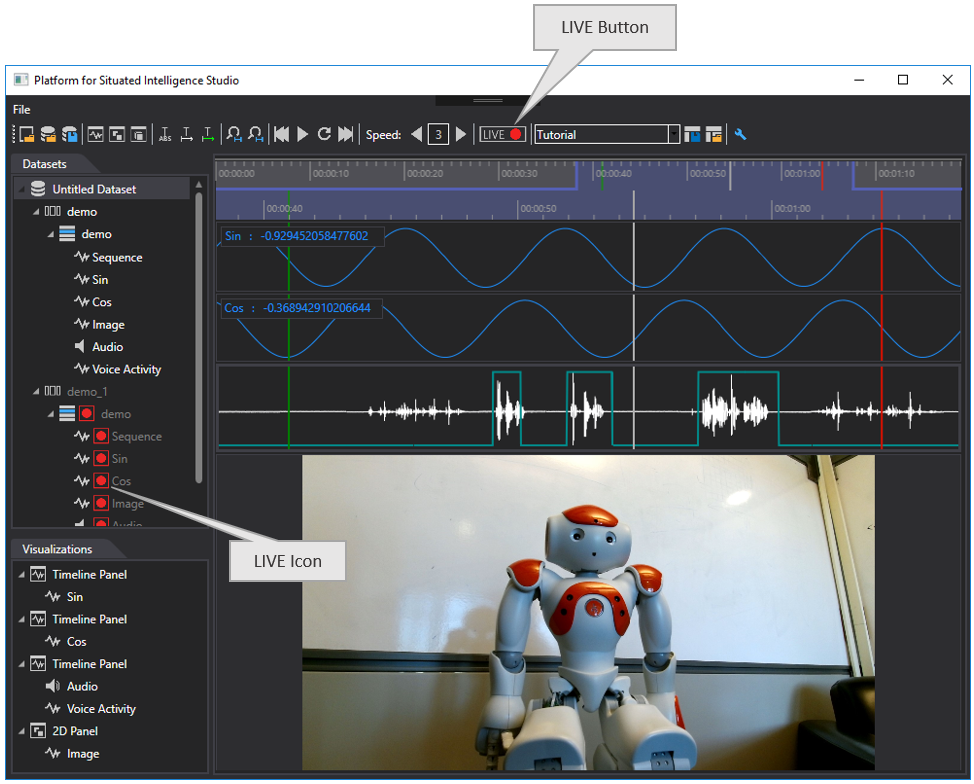 LIVE Button
Platform for Situated Intelligence Studio
File
ABS
Speed: 3 LIVE Tutorial
Datasets
Untitled Dataset
demo
demo
Sequence
Sin
Cos
Image
Audio
Voice Activity
demo_1
demo
Sequence
Sin
Cos
Image
Audio
00:00:00 00:00:10 00:00:20 00:00:30 00:00:40 00:00:50 00:01:00 00:01:10
00:00:40 00:00:50 00:01:00
Sin : -0.929452058477602
Cos : -0.368942910206644
LIVE Icon
Visualizations
Timeline Panel
Sin
Timeline Panel
Cos
Timeline Panel
Audio
Voice Activity
2D Panel
Image